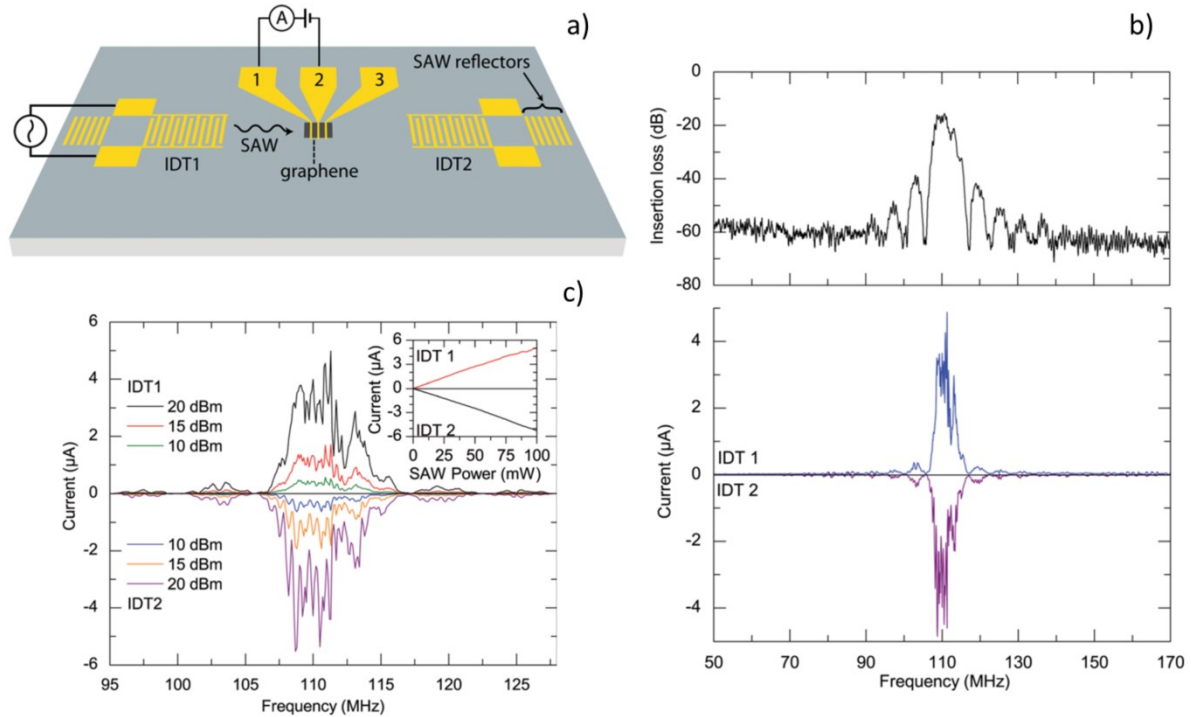 a)
A
1
2
3
SAW reflectors
IDT1
SAW
graphene
IDT2
b)
Insertion loss (dB)
0
-20
-40
-60
-80
Current (µA)
4
2
0
-2
-4
IDT 1
IDT 2
50
70
90
110
130
150
170
Frequency (MHz)
c)
Current (µA)
6
4
2
0
-2
-4
-6
IDT1
20 dBm
15 dBm
10 dBm
10 dBm
15 dBm
20 dBm
IDT2
95
100
105
110
115
120
125
Frequency (MHz)
Current (µA)
6
3
0
-3
-6
IDT 1
IDT 2
0
25
50
75
100
SAW Power (mW)